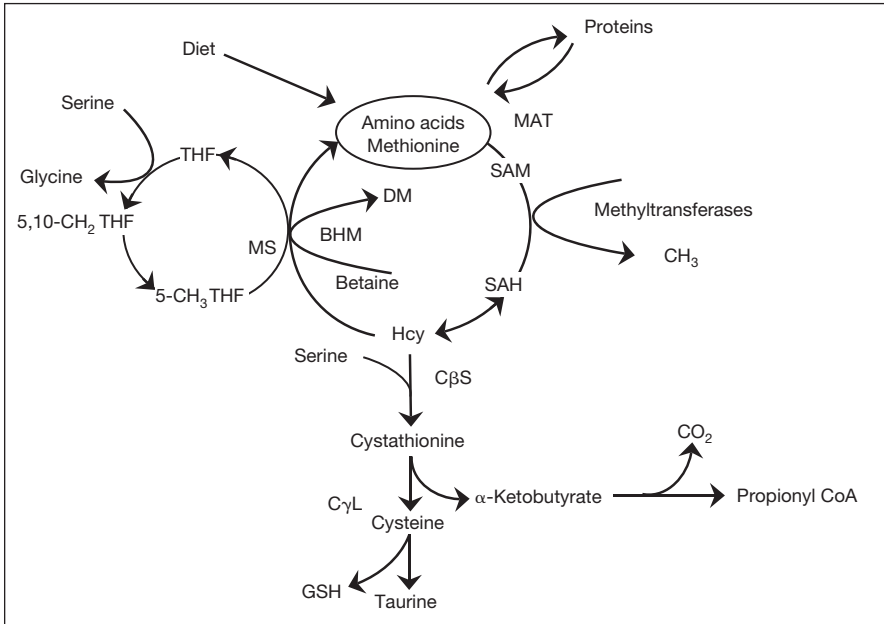 Proteins
Diet
Serine
Amino acids
Methionine
MAT
THF
SAM
Glycine
DM
Methyltransferases
5,10-CH₂ THF
MS
BHM
CH₃
Betaine
5-CH₃ THF
SAH
Hcy
Serine
CβS
Cystathionine
CO₂
α-Ketobutyrate
Propionyl CoA
CγL
Cysteine
GSH
Taurine